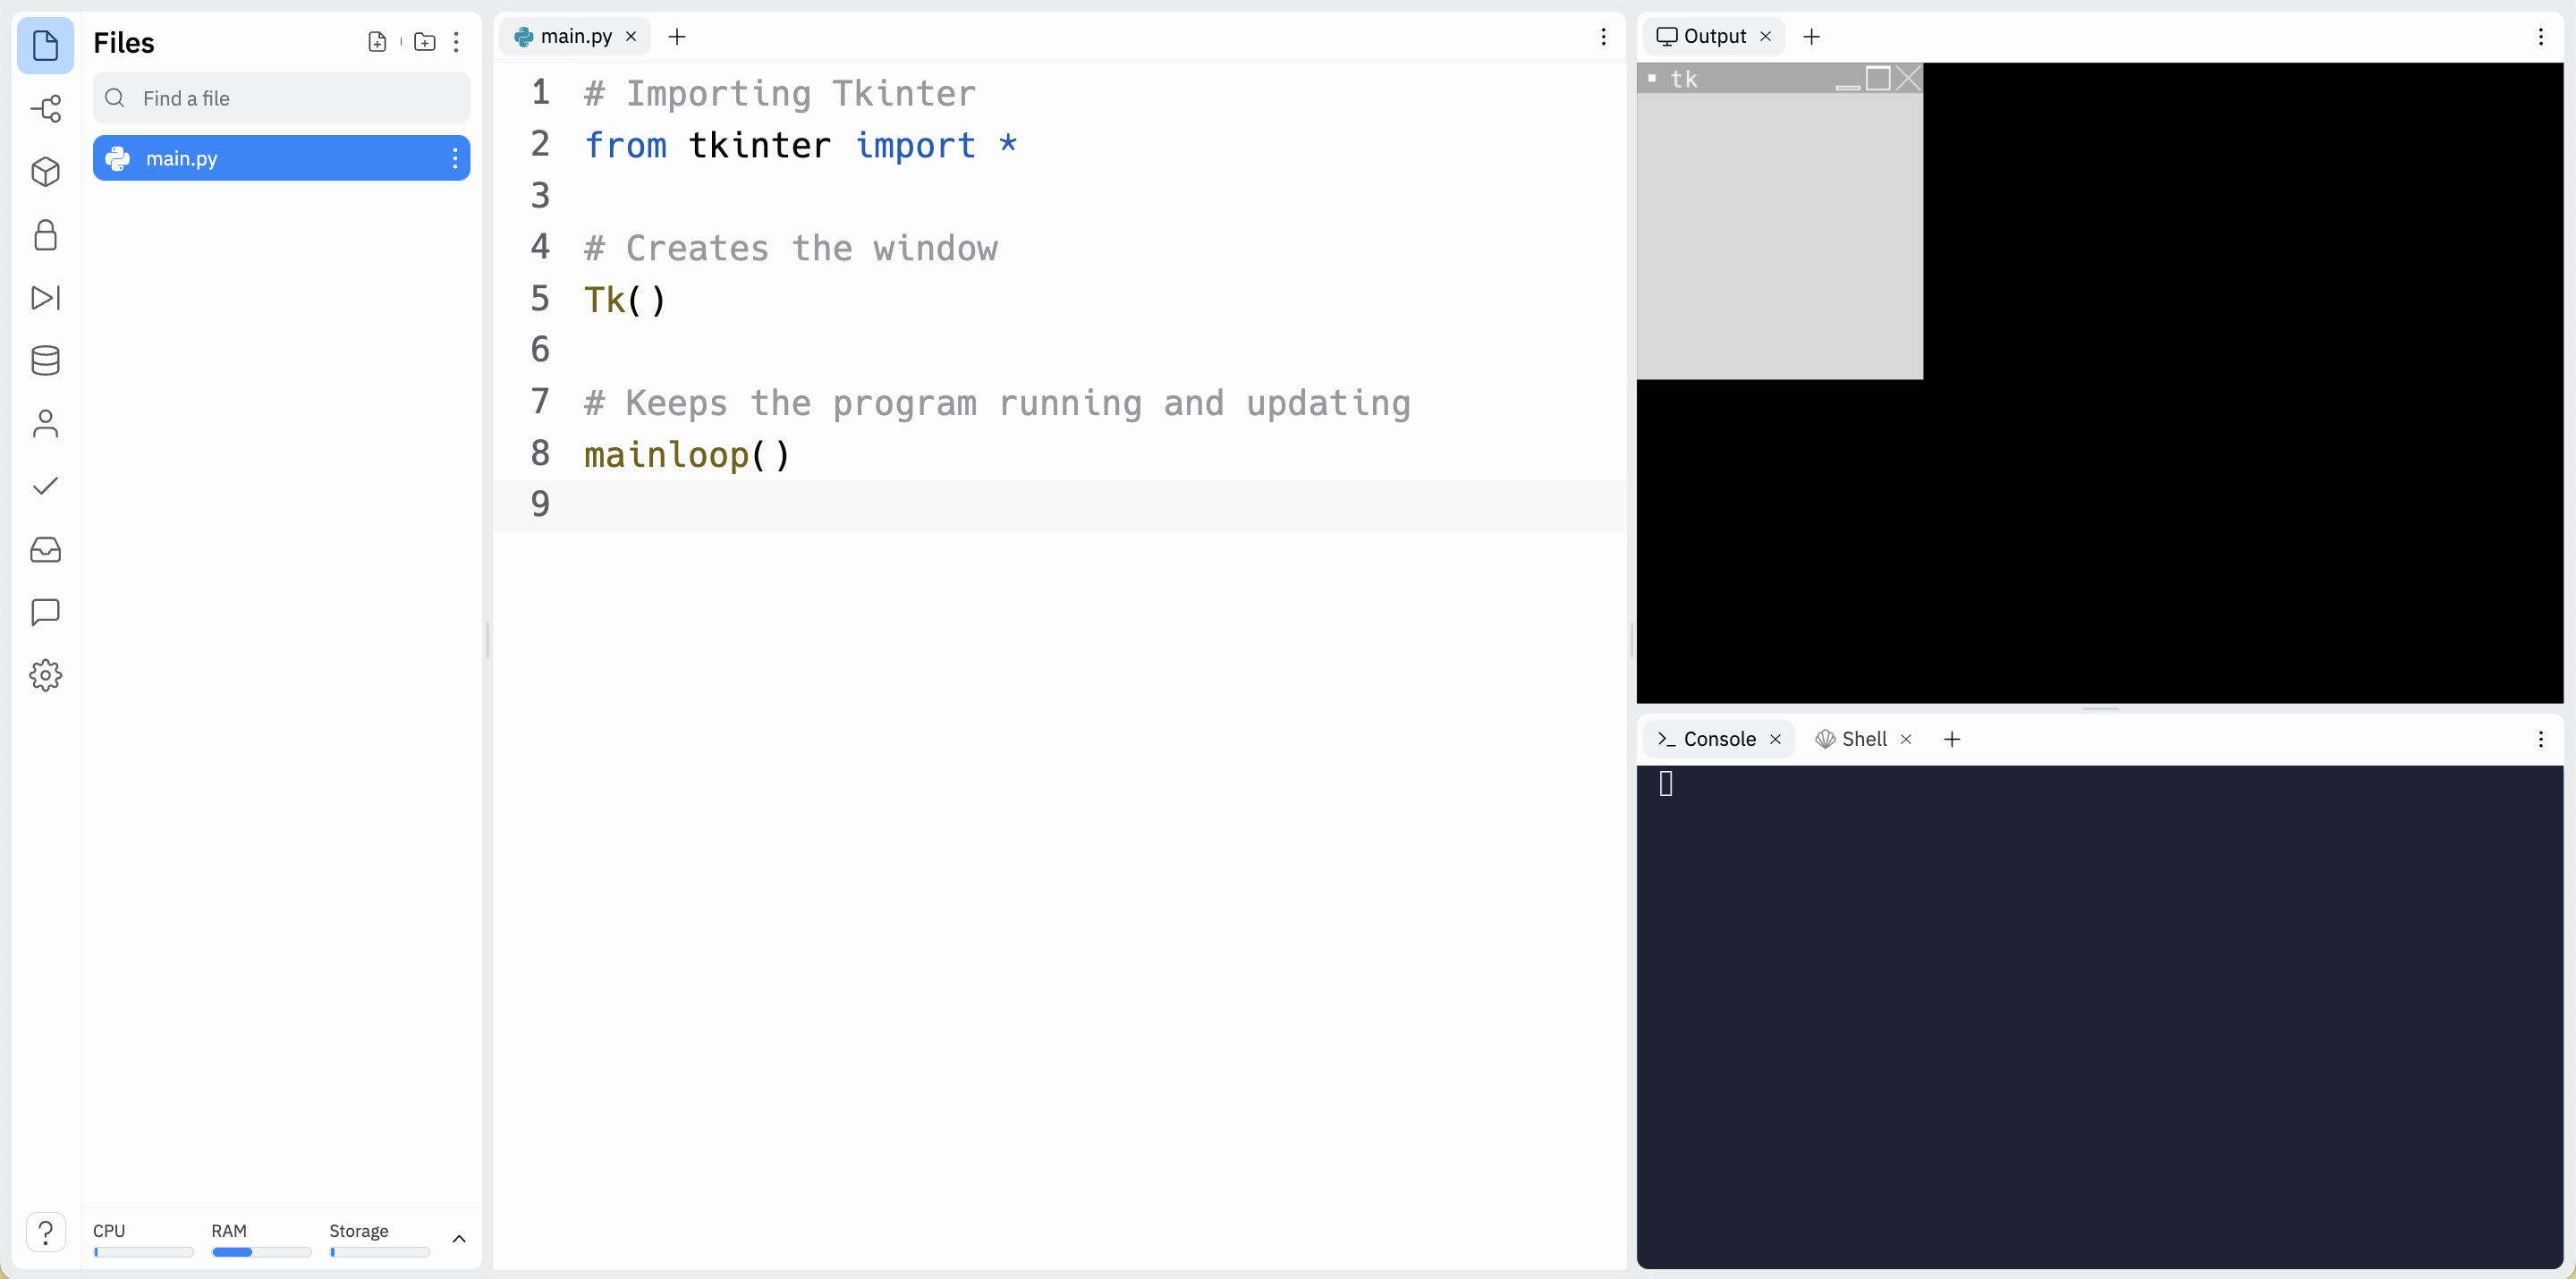 Files
Find a file
main.py
CPU RAM Storage
?
main.py
1 # Importing Tkinter
2 from tkinter import *
3
4 # Creates the window
5 Tk()
6
7 # Keeps the program running and updating
8 mainloop()
9
Output
tk
Console Shell